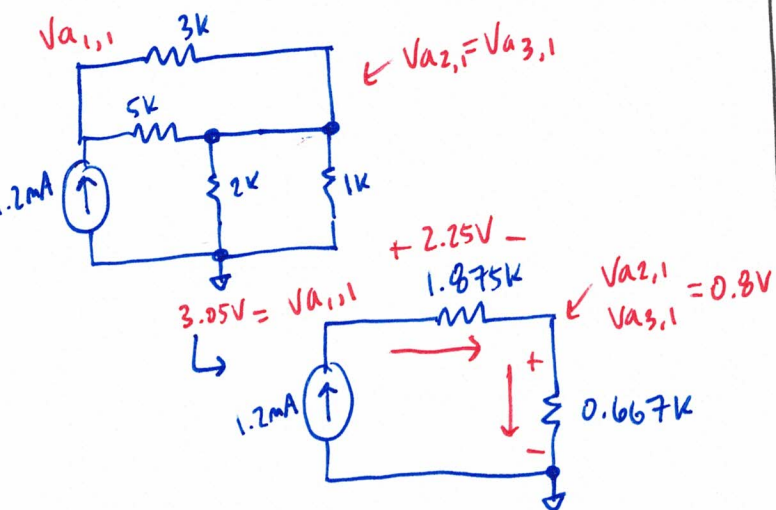 Va1,1
3K
Va2,1 = Va3,1
5K
.2mA
2K
1K
+ 2.25V -
1.875K
3.05V = Va1,1
Va2,1
Va3,1 = 0.8V
+
1.2mA
0.667K
-